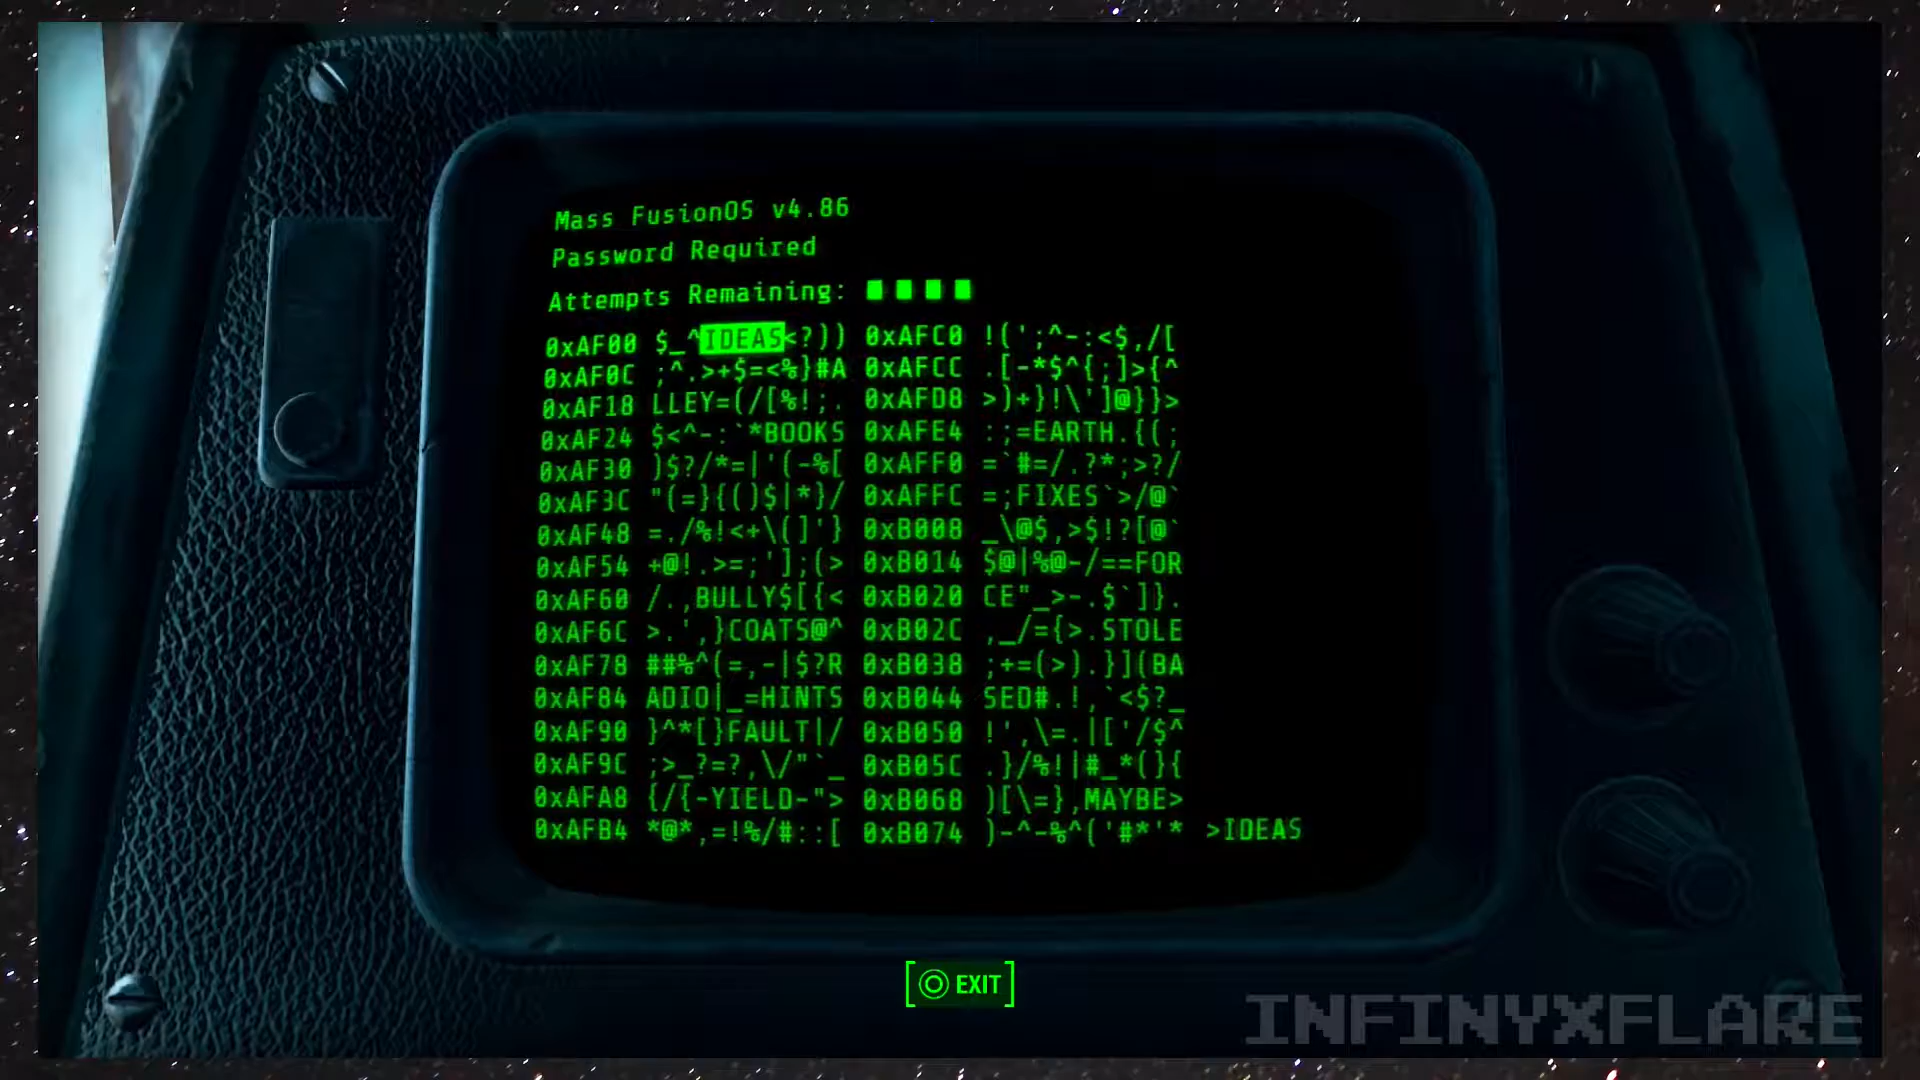 Mass FusionOS v4.86
Password Required
Attempts Remaining: ■ ■ ■ ■
0xAF00 $_^IDEAS<?)) 0xAFC0 !(';^-:<$,/[
0xAF0C ;^.>+$=<%}#A 0xAFCC .[-*$^{;]>{^
0xAF18 LLEY=(/[%!;. 0xAFD8 >)+}!\']@}}>
0xAF24 $<^-:`*BOOKS 0xAFE4 :;=EARTH.{(;
0xAF30 )$?/*=|'(-%[ 0xAFF0 =`#=/.?*;>?/
0xAF3C "(=}{()$|*}/ 0xAFFC =;FIXES`>/@`
0xAF48 =./%!<+\(]'} 0xB008 _\@$,>$!?[@`
0xAF54 +@!.>=;'];(> 0xB014 $@|%@-/==FOR
0xAF60 /.,BULLY$[{< 0xB020 CE"_>-.$`]}.
0xAF6C >.',}COATS@^ 0xB02C ,_/={>.STOLE
0xAF78 ##%^(=,-|$?R 0xB038 ;+=(>).}](BA
0xAF84 ADIO|_=HINTS 0xB044 SED#.!,`<$?_
0xAF90 }^*[}FAULT|/ 0xB050 !',\=.|['/$^
0xAF9C ;>_?=?,\/"`_ 0xB05C .}/%!|#_*(}{
0xAFA8 {/{-YIELD-"> 0xB068 )[\=},MAYBE>
0xAFB4 *@*,=!%/#::[ 0xB074 )-^-%^('#*'* >IDEAS
[◎ EXIT]
INFINYXFLARE